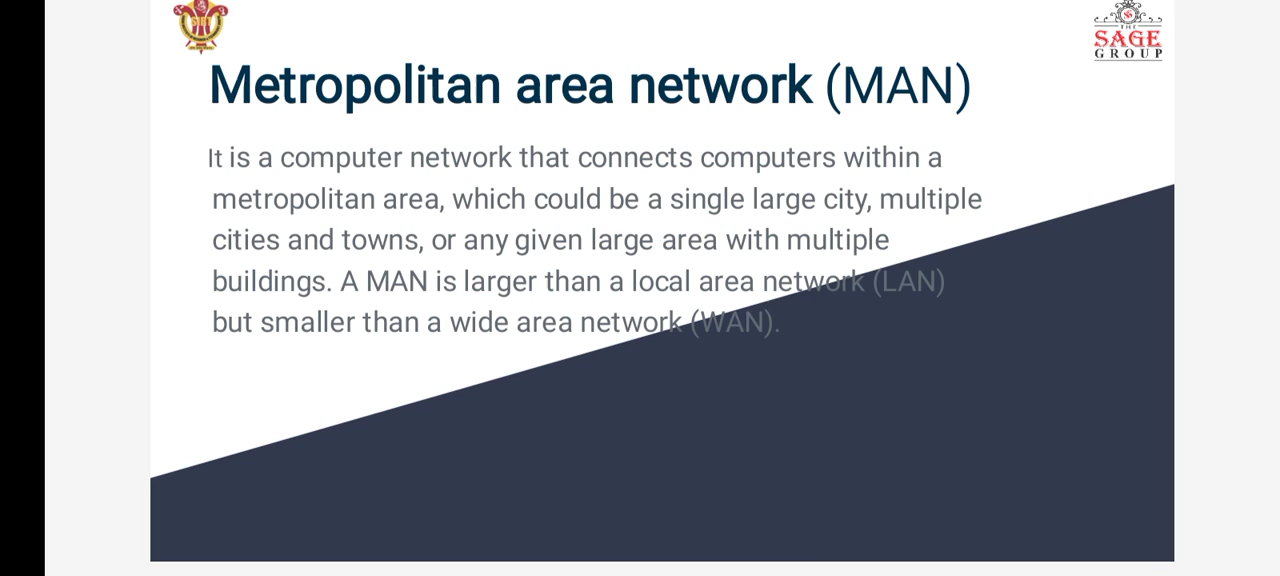 SIRT
THE
SAGE
GROUP
Metropolitan area network (MAN)
It is a computer network that connects computers within a
metropolitan area, which could be a single large city, multiple
cities and towns, or any given large area with multiple
buildings. A MAN is larger than a local area network (LAN)
but smaller than a wide area network (WAN).